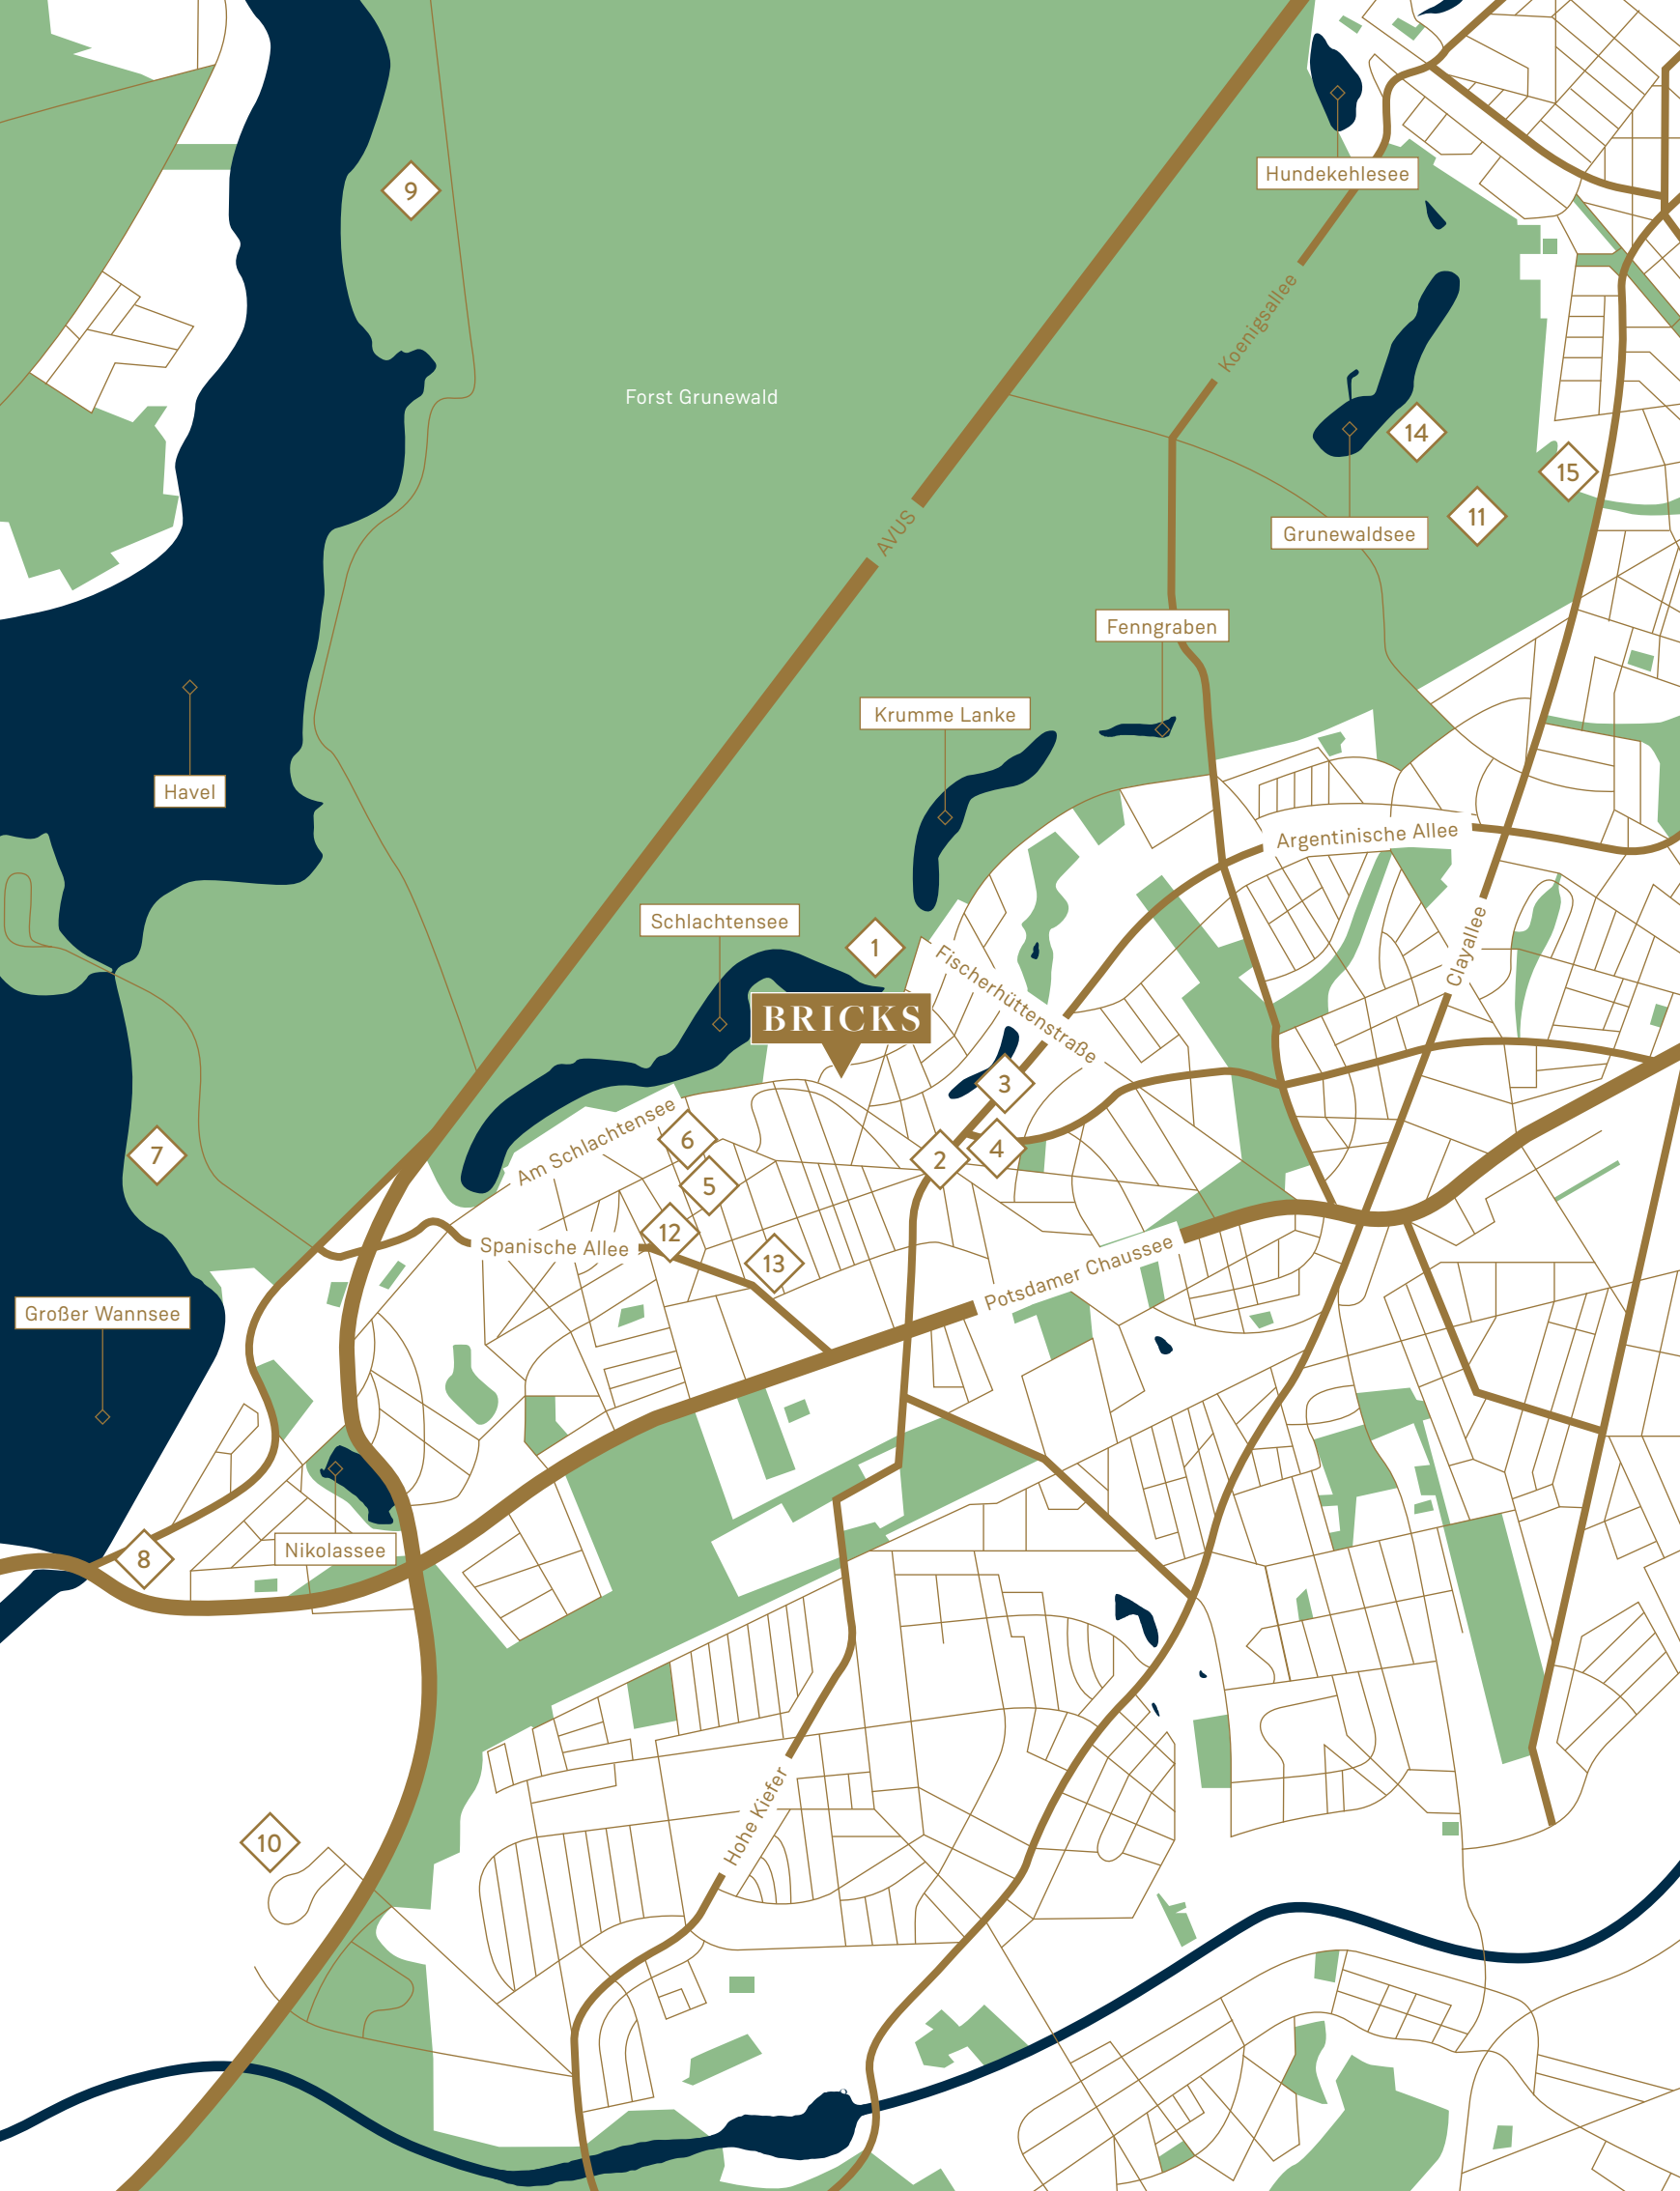 Hundekehlesee
9
Koenigsallee
Forst Grunewald
14
15
11
AVUS
Grunewaldsee
Fenngraben
Krumme Lanke
Havel
Argentinische Allee
Schlachtensee
1
Fischerhüttenstraße
Clayallee
BRICKS
3
Am Schlachtensee
6
7
2
4
5
12
Spanische Allee
13
Potsdamer Chaussee
Großer Wannsee
8
Nikolassee
Hohe Kiefer
10